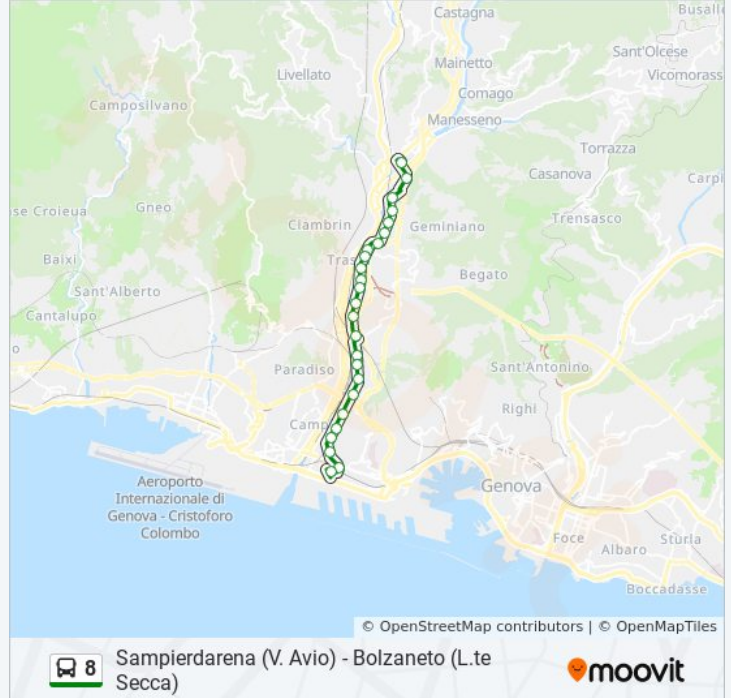 Castagna
Busalle
Sant'Olcese
Mainetto
Livellato
Vicomorass
Comago
Camposilvano
Manesseno
Torrazza
Casanova
Carpi
se Croieua
Gneo
Trensasco
Ciambrin
Geminiano
Baixi
Tras
Begato
Sant'Alberto
Cantalupo
o
Paradiso
Sant'Antonino
Righi
Camp
Aeroporto
Internazionale di
Genova - Cristoforo
Colombo
Genova
Foce
Albaro
Sturla
Boccadasse
© OpenStreetMap contributors | © OpenMapTiles
8
Sampierdarena (V. Avio) - Bolzaneto (L.te
Secca)
moovit